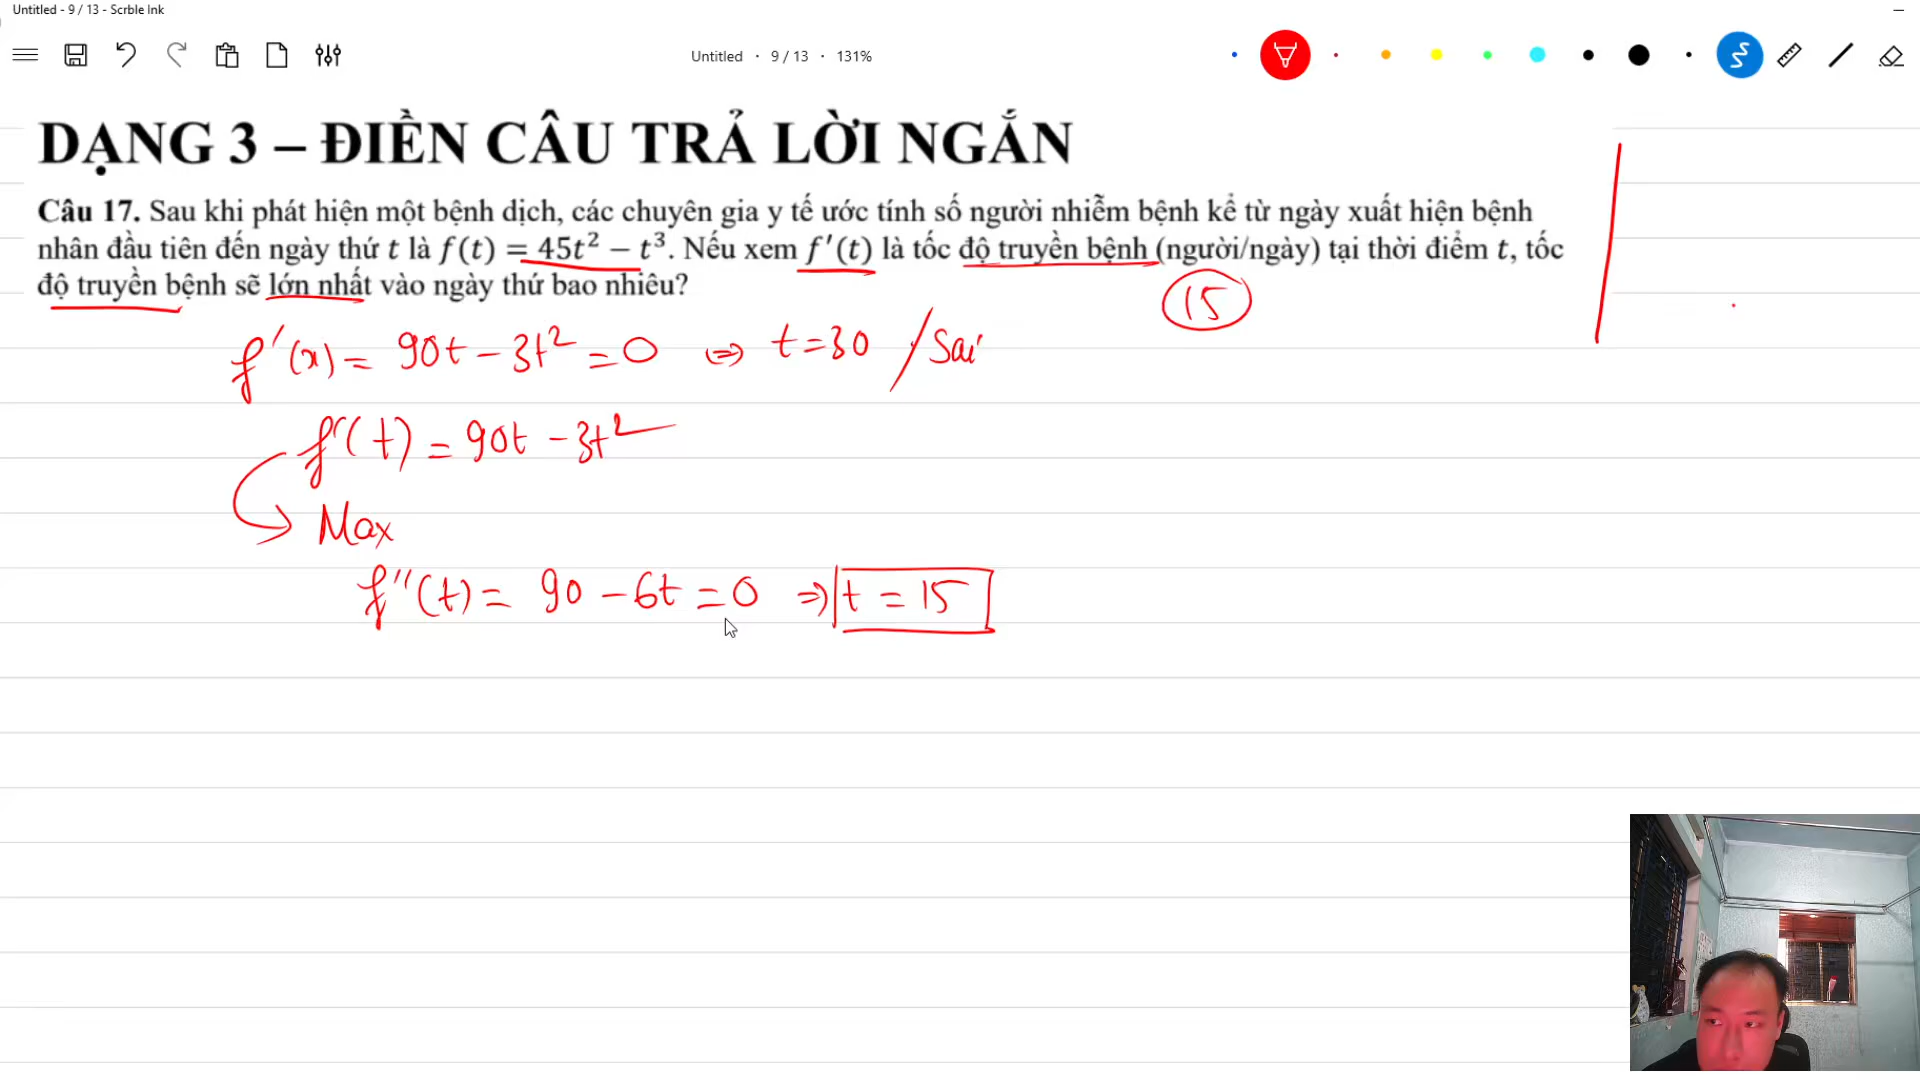 Untitled - 9 / 13 - Scrble Ink
Untitled • 9 / 13 • 131%
DẠNG 3 – ĐIỀN CÂU TRẢ LỜI NGẮN
Câu 17. Sau khi phát hiện một bệnh dịch, các chuyên gia y tế ước tính số người nhiễm bệnh kể từ ngày xuất hiện bệnh
nhân đầu tiên đến ngày thứ t là f(t) = 45t² − t³. Nếu xem f′(t) là tốc độ truyền bệnh (người/ngày) tại thời điểm t, tốc
độ truyền bệnh sẽ lớn nhất vào ngày thứ bao nhiêu?
15
f'(x) = 90t − 3t² = 0 ⇔ t = 30 / Sai
f'(t) = 90t − 3t²
Max
f''(t) = 90 − 6t = 0 ⇒ t = 15